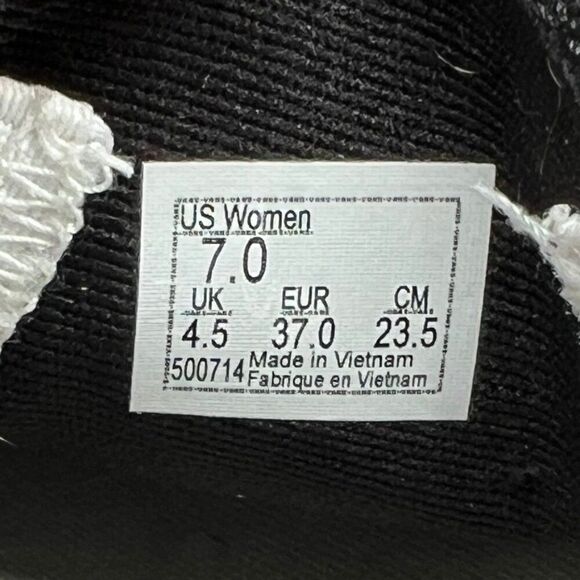 US Women
7.0
UK EUR CM
4.5 37.0 23.5
500714 Made in Vietnam
Fabrique en Vietnam